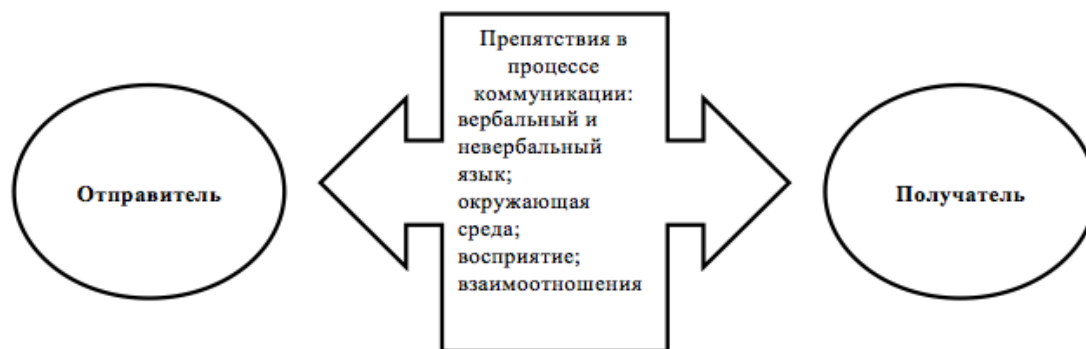 Отправитель
Препятствия в
процессе
коммуникации:
вербальный и
невербальный
язык;
окружающая
среда;
восприятие;
взаимоотношения
Получатель